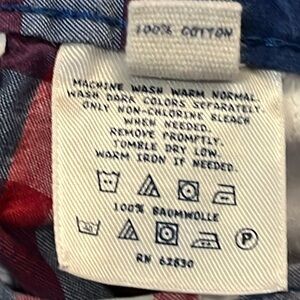 100% COTTON
MACHINE WASH WARM NORMAL.
WASH DARK COLORS SEPARATELY.
ONLY NON-CHLORINE BLEACH
WHEN NEEDED.
REMOVE PROMPTLY.
TUMBLE DRY LOW.
WARM IRON IF NEEDED.
100% BAUMWOLLE
P
RN 62830